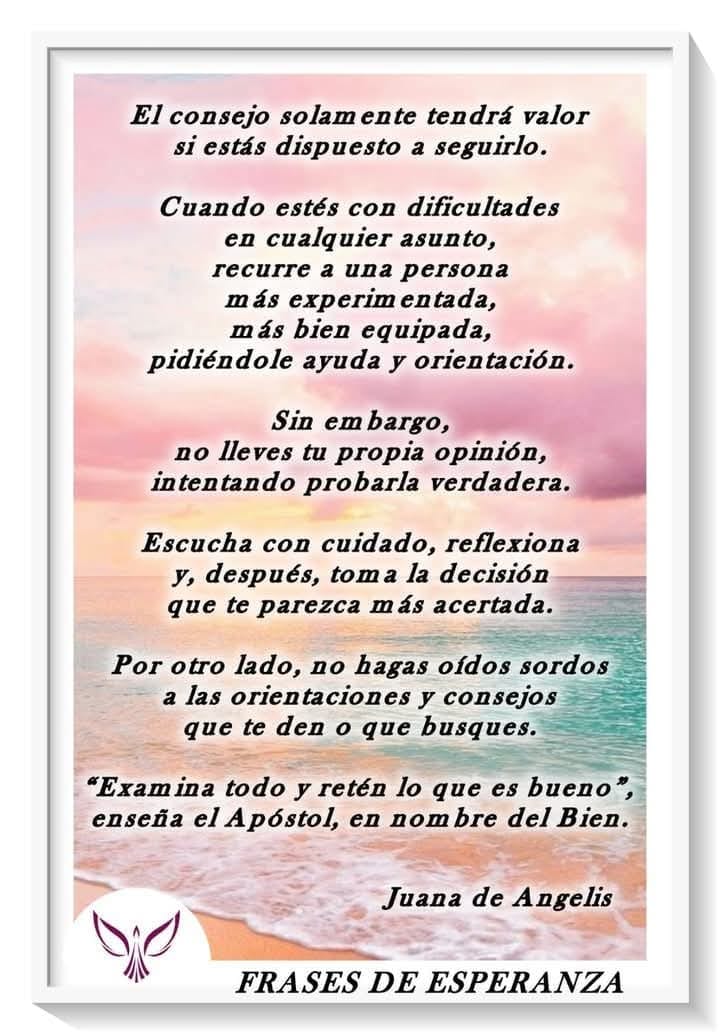 El consejo solamente tendrá valor
si estás dispuesto a seguirlo.
Cuando estés con dificultades
en cualquier asunto,
recurre a una persona
más experimentada,
más bien equipada,
pidiéndole ayuda y orientación.
Sin embargo,
no lleves tu propia opinión,
intentando probarla verdadera.
Escucha con cuidado, reflexiona
y, después, toma la decisión
que te parezca más acertada.
Por otro lado, no hagas oídos sordos
a las orientaciones y consejos
que te den o que busques.
“Examina todo y retén lo que es bueno”,
enseña el Apóstol, en nombre del Bien.
Juana de Angelis
FRASES DE ESPERANZA